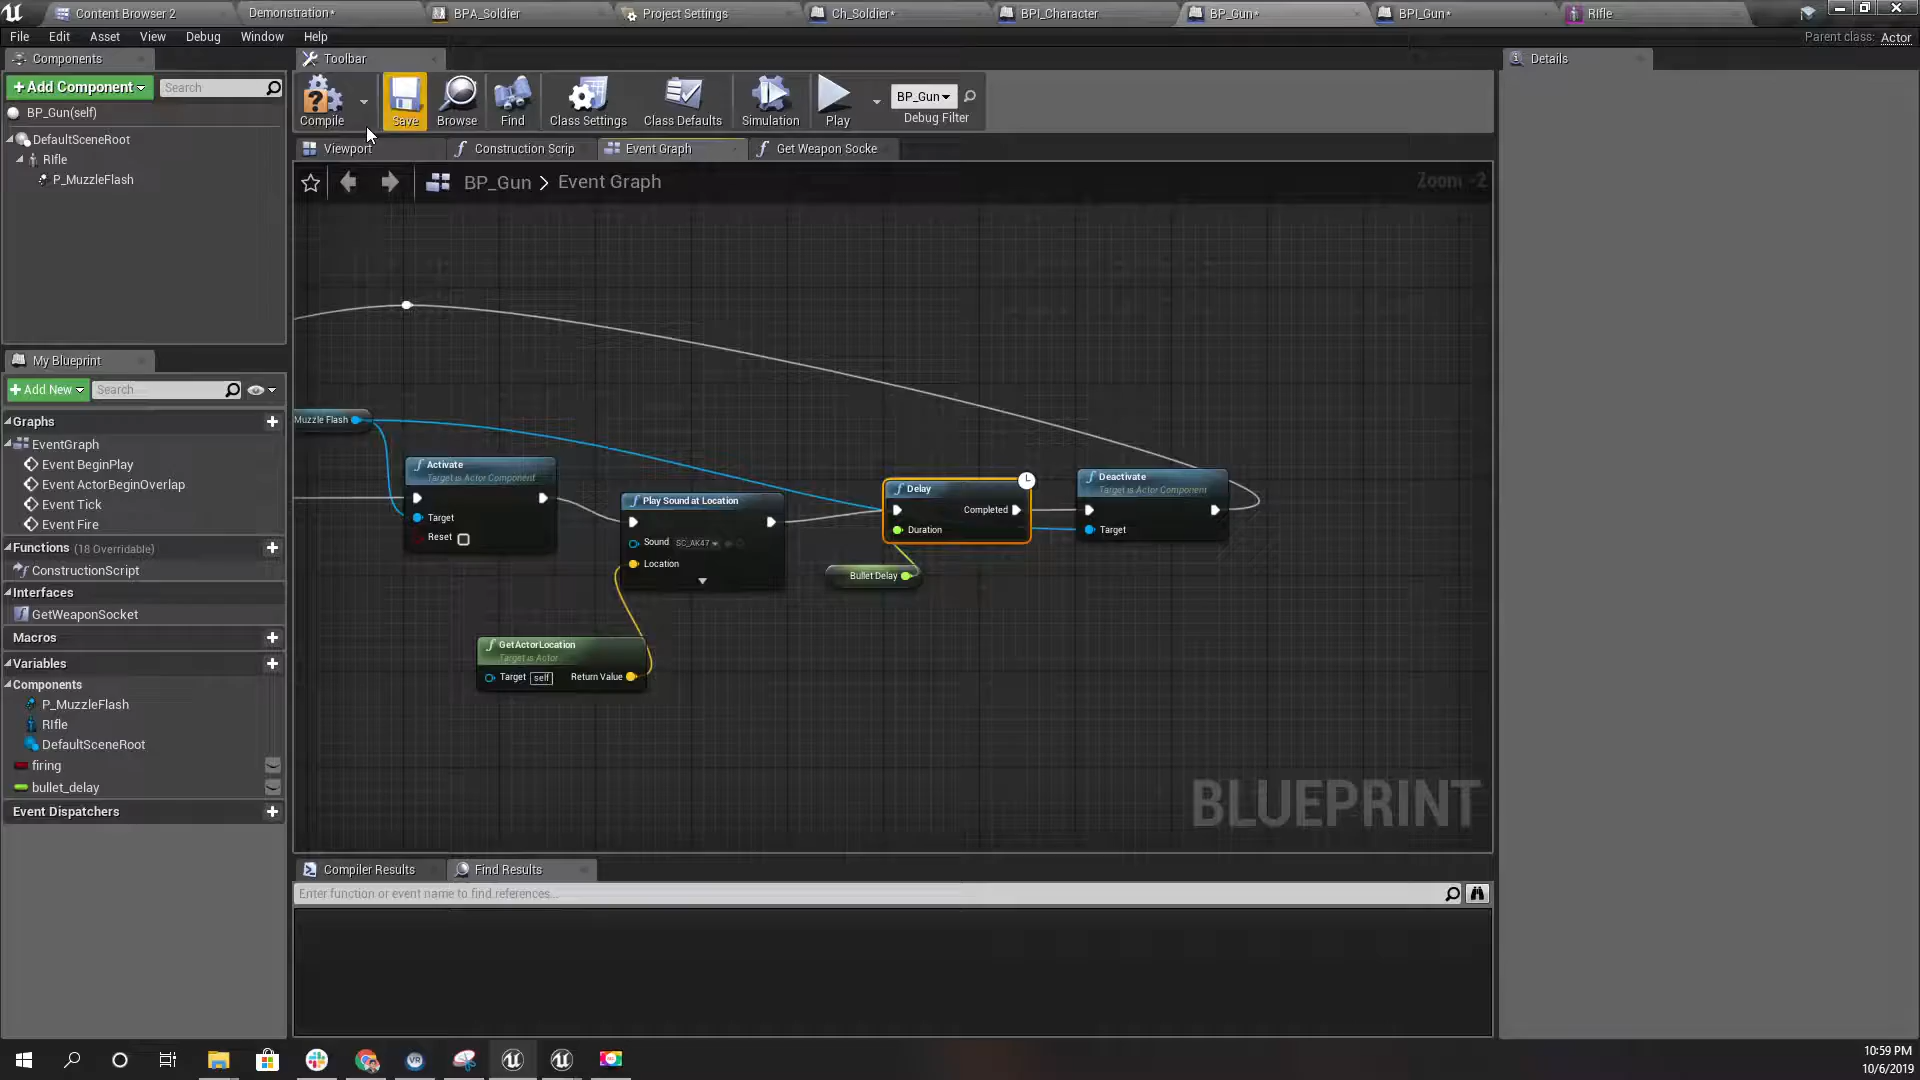 Content Browser 2
Demonstration*
BPA_Soldier
Project Settings
Ch_Soldier*
BPI_Character
BP_Gun*
BPI_Gun*
RIfle
File Edit Asset View Debug Window Help
Parent class: Actor
Components
Toolbar
Details
+ Add Component
Search
BP_Gun(self)
DefaultSceneRoot
RIfle
P_MuzzleFlash
Compile
Save
Browse
Find
Class Settings
Class Defaults
Simulation
Play
BP_Gun
Debug Filter
Viewport
Construction Scrip
Event Graph
Get Weapon Socke
BP_Gun > Event Graph
Zoom -2
My Blueprint
+ Add New
Search
Graphs
EventGraph
Event BeginPlay
Event ActorBeginOverlap
Event Tick
Event Fire
Functions (18 Overridable)
ConstructionScript
Interfaces
GetWeaponSocket
Macros
Variables
Components
P_MuzzleFlash
RIfle
DefaultSceneRoot
firing
bullet_delay
Event Dispatchers
Muzzle Flash
Activate
Target is Actor Component
Target
Reset
Play Sound at Location
Sound SC_AK47
Location
GetActorLocation
Target is Actor
Target self Return Value
Delay
Completed
Duration
Bullet Delay
Deactivate
Target is Actor Component
Target
BLUEPRINT
Compiler Results
Find Results
Enter function or event name to find references...
10:59 PM
10/6/2019